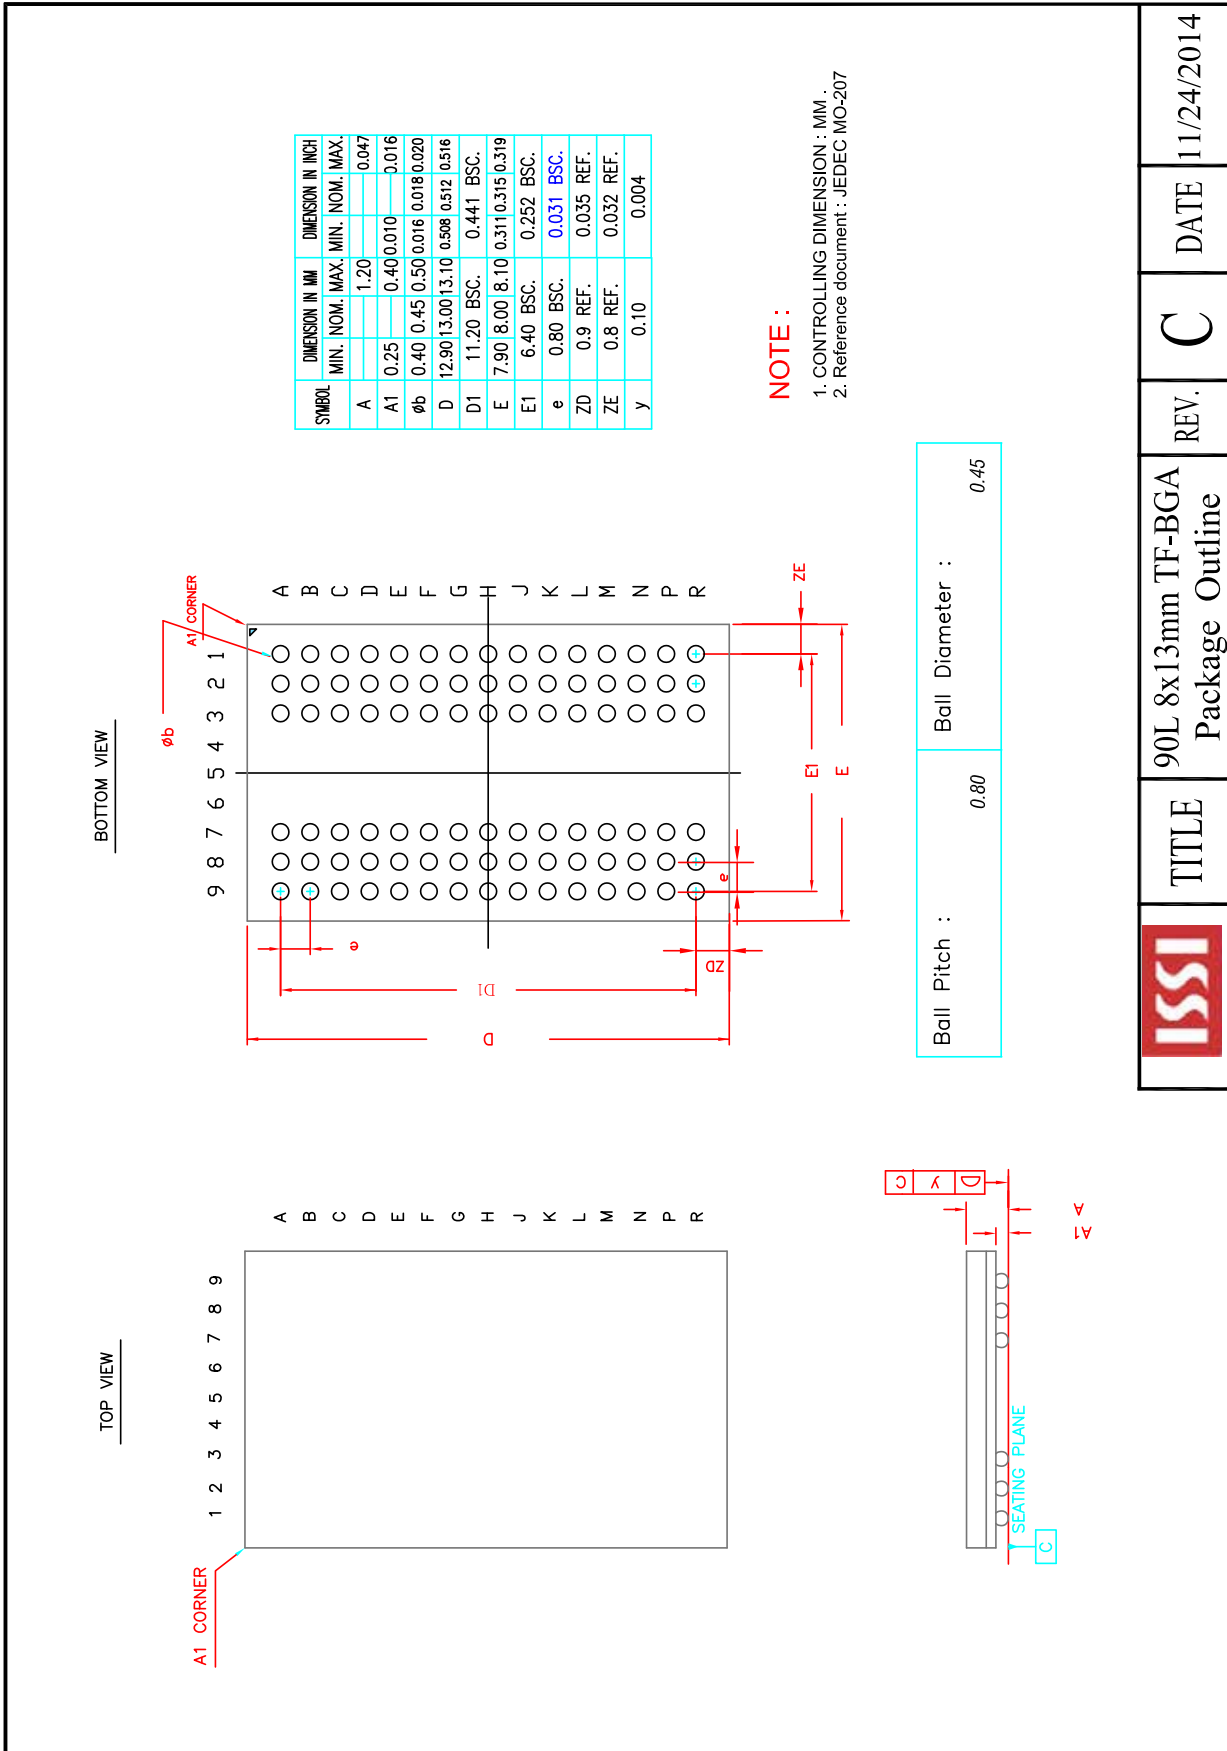 TOP VIEW
A1 CORNER
1 2 3 4 5 6 7 8 9
A
B
C
D
E
F
G
H
J
K
L
M
N
P
R
BOTTOM VIEW
øb
A1 CORNER
9 8 7 6 5 4 3 2 1
A
B
C
D
E
F
G
H
J
K
L
M
N
P
R
e
D1
D
ZD
e
E1
E
ZE
SYMBOL DIMENSION IN MM DIMENSION IN INCH
MIN. NOM. MAX. MIN. NOM. MAX.
A 1.20 0.047
A1 0.25 0.40 0.010 0.016
øb 0.40 0.45 0.50 0.016 0.018 0.020
D 12.90 13.00 13.10 0.508 0.512 0.516
D1 11.20 BSC. 0.441 BSC.
E 7.90 8.00 8.10 0.311 0.315 0.319
E1 6.40 BSC. 0.252 BSC.
e 0.80 BSC. 0.031 BSC.
ZD 0.9 REF. 0.035 REF.
ZE 0.8 REF. 0.032 REF.
y 0.10 0.004
NOTE :
1. CONTROLLING DIMENSION : MM .
2. Reference document : JEDEC MO-207
C y
A
A1
SEATING PLANE
C
Ball Pitch : 0.80 Ball Diameter : 0.45
ISSI TITLE 90L 8x13mm TF-BGA
Package Outline
REV. C DATE 11/24/2014